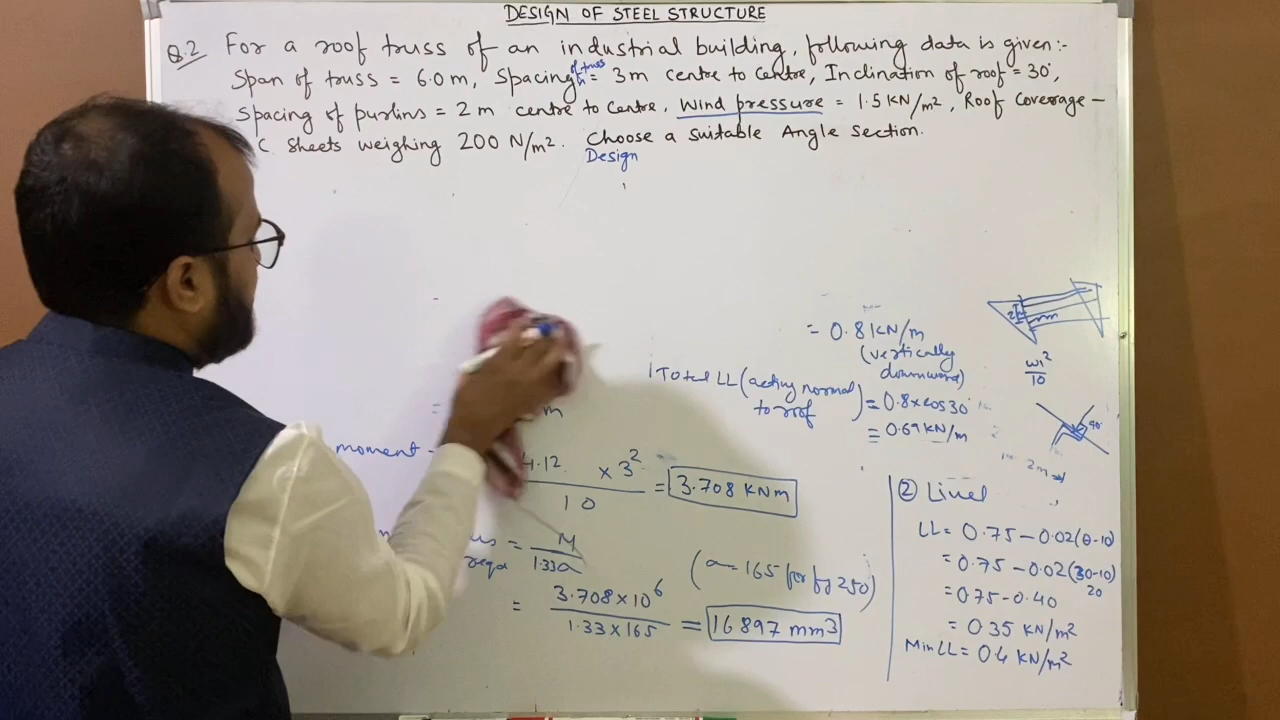 DESIGN OF STEEL STRUCTURE
Q.2 For a roof truss of an industrial building, following data is given:-
Span of truss = 6.0 m, Spacing of truss = 3m centre to Centre, Inclination of roof = 30°,
Spacing of purlins = 2 m centre to Centre. Wind pressure = 1.5 KN/m², Roof Coverage –
C Sheets weighing 200 N/m². Choose a suitable Angle section.
Design
= 0.8 KN/m
(vertically
downward)
Total LL (acting normal
to roof) = 0.8 x cos 30
= 0.69 KN/m
wl²/10
90°
2m
= m
moment
4.12 x 3² / 10 = 3.708 KNm
reqd = M / 1.33σ
(σ = 165 for fy 250)
= 3.708 x 10⁶ / 1.33 x 165 = 16897 mm³
② Live
LL = 0.75 – 0.02(θ-10)
= 0.75 – 0.02(30-10)
20
= 0.75 - 0.40
= 0.35 KN/m²
Min LL = 0.4 KN/m²